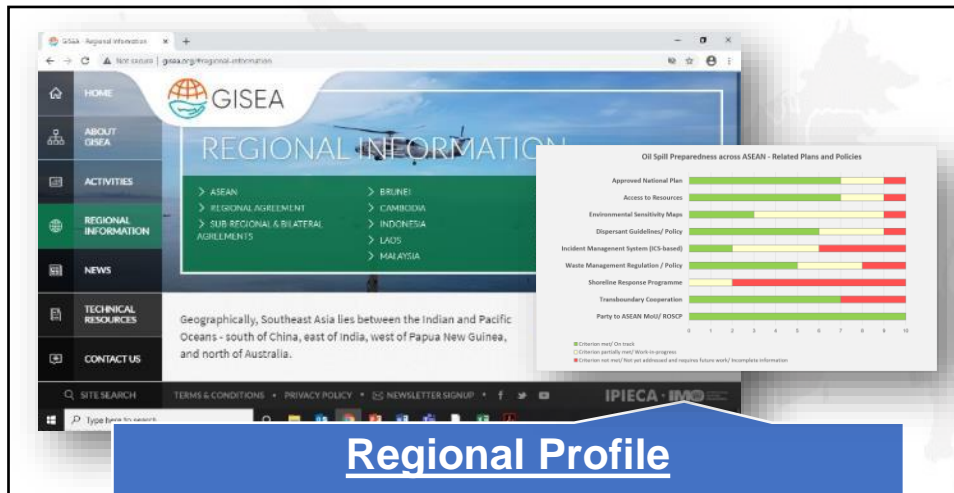 GISEA - Regional Information
Not secure | gisea.org/#regional-information
HOME
ABOUT
GISEA
ACTIVITIES
REGIONAL
INFORMATION
NEWS
TECHNICAL
RESOURCES
CONTACT US
SITE SEARCH
GISEA
REGIONAL INFORMATION
> ASEAN
> REGIONAL AGREEMENT
> SUB REGIONAL & BILATERAL
AGREEMENTS
> BRUNEI
> CAMBODIA
> INDONESIA
> LAOS
> MALAYSIA
Geographically, Southeast Asia lies between the Indian and Pacific
Oceans - south of China, east of India, west of Papua New Guinea,
and north of Australia.
TERMS & CONDITIONS • PRIVACY POLICY • NEWSLETTER SIGNUP •
IPIECA · IMO
Type here to search
Oil Spill Preparedness across ASEAN - Related Plans and Policies
Approved National Plan
Access to Resources
Environmental Sensitivity Maps
Dispersant Guidelines/ Policy
Incident Management System (ICS-based)
Waste Management Regulation / Policy
Shoreline Response Programme
Transboundary Cooperation
Party to ASEAN MoU/ ROSCP
0 1 2 3 4 5 6 7 8 9 10
Criterion met/ On track
Criterion partially met/ Work-in-progress
Criterion not met/ Not yet addressed and requires future work/ Incomplete information
Regional Profile